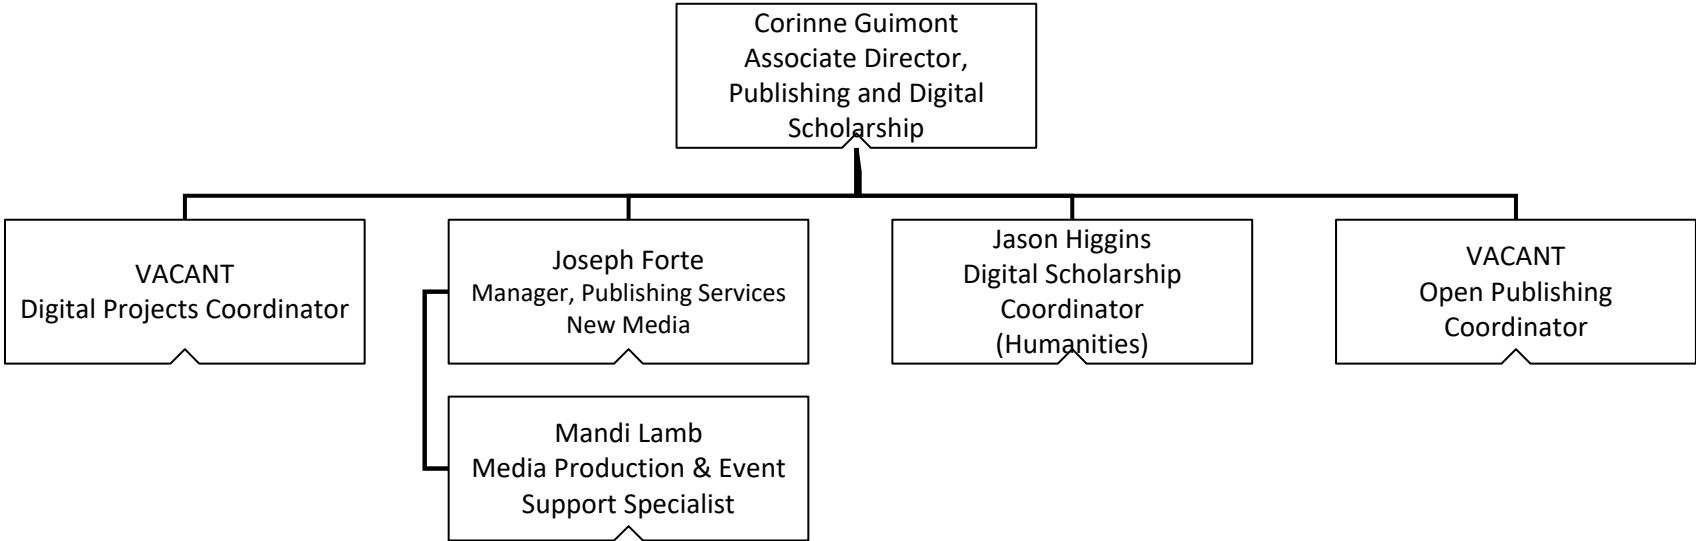 Corinne Guimont
Associate Director,
Publishing and Digital
Scholarship
VACANT
Digital Projects Coordinator
Joseph Forte
Manager, Publishing Services
New Media
Jason Higgins
Digital Scholarship
Coordinator
(Humanities)
VACANT
Open Publishing
Coordinator
Mandi Lamb
Media Production & Event
Support Specialist